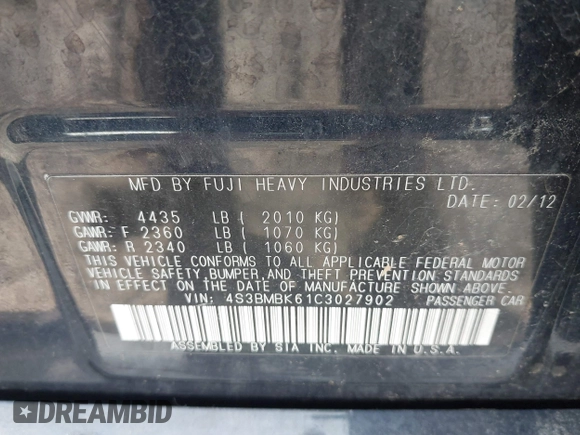 MFD BY FUJI HEAVY INDUSTRIES LTD.
DATE: 02/12
GVWR: 4435 LB ( 2010 KG)
GAWR: F 2360 LB ( 1070 KG)
GAWR: R 2340 LB ( 1060 KG)
THIS VEHICLE CONFORMS TO ALL APPLICABLE FEDERAL MOTOR
VEHICLE SAFETY, BUMPER, AND THEFT PREVENTION STANDARDS
IN EFFECT ON THE DATE OF MANUFACTURE SHOWN ABOVE.
VIN: 4S3BMBK61C3027902 PASSENGER CAR
ASSEMBLED BY SIA INC. MADE IN U.S.A.
DREAMBID